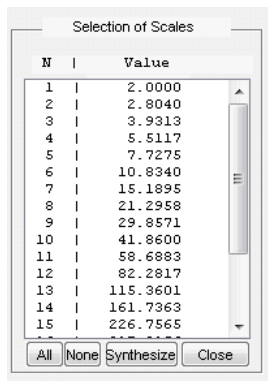 Selection of Scales
N | Value
1 | 2.0000
2 | 2.8040
3 | 3.9313
4 | 5.5117
5 | 7.7275
6 | 10.8340
7 | 15.1895
8 | 21.2958
9 | 29.8571
10 | 41.8600
11 | 58.6883
12 | 82.2817
13 | 115.3601
14 | 161.7363
15 | 226.7565
All None Synthesize Close